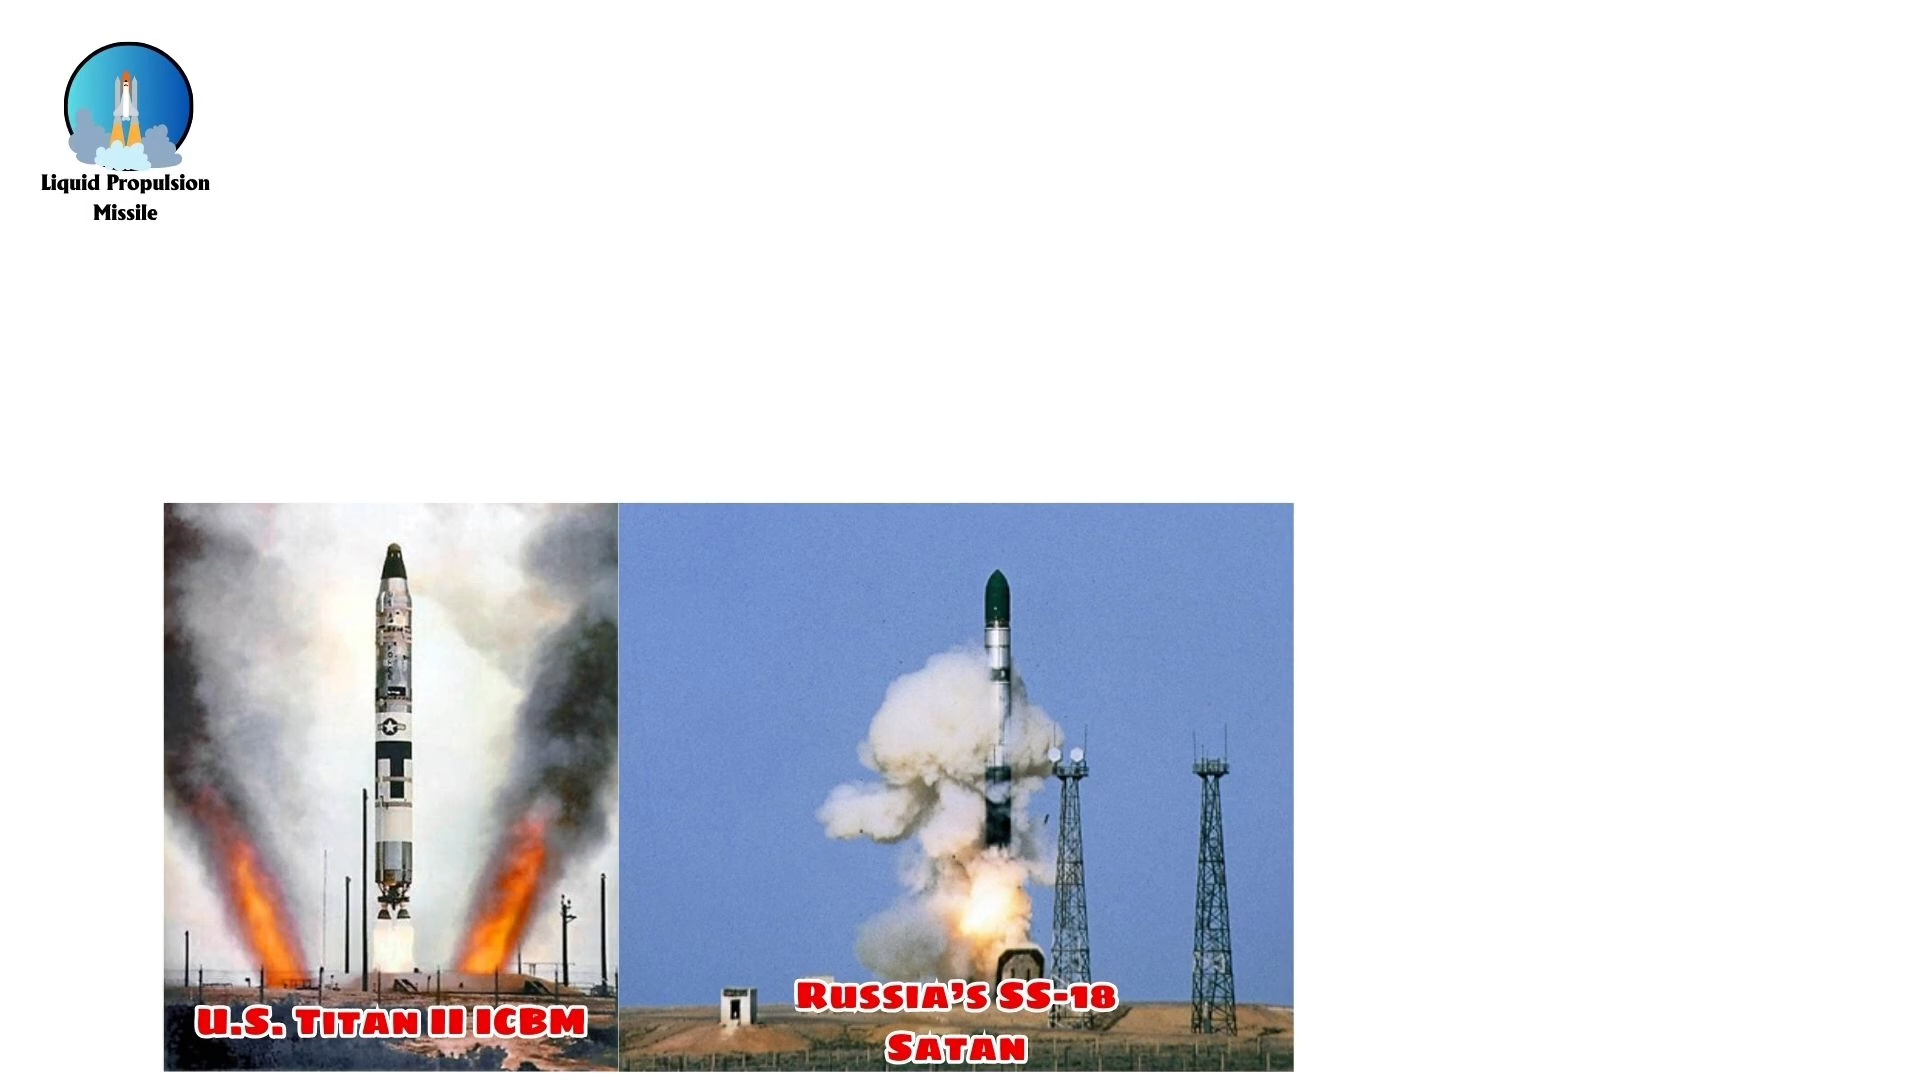 Liquid Propulsion
Missile
U.S. Titan II ICBM
Russia's SS-18
Satan